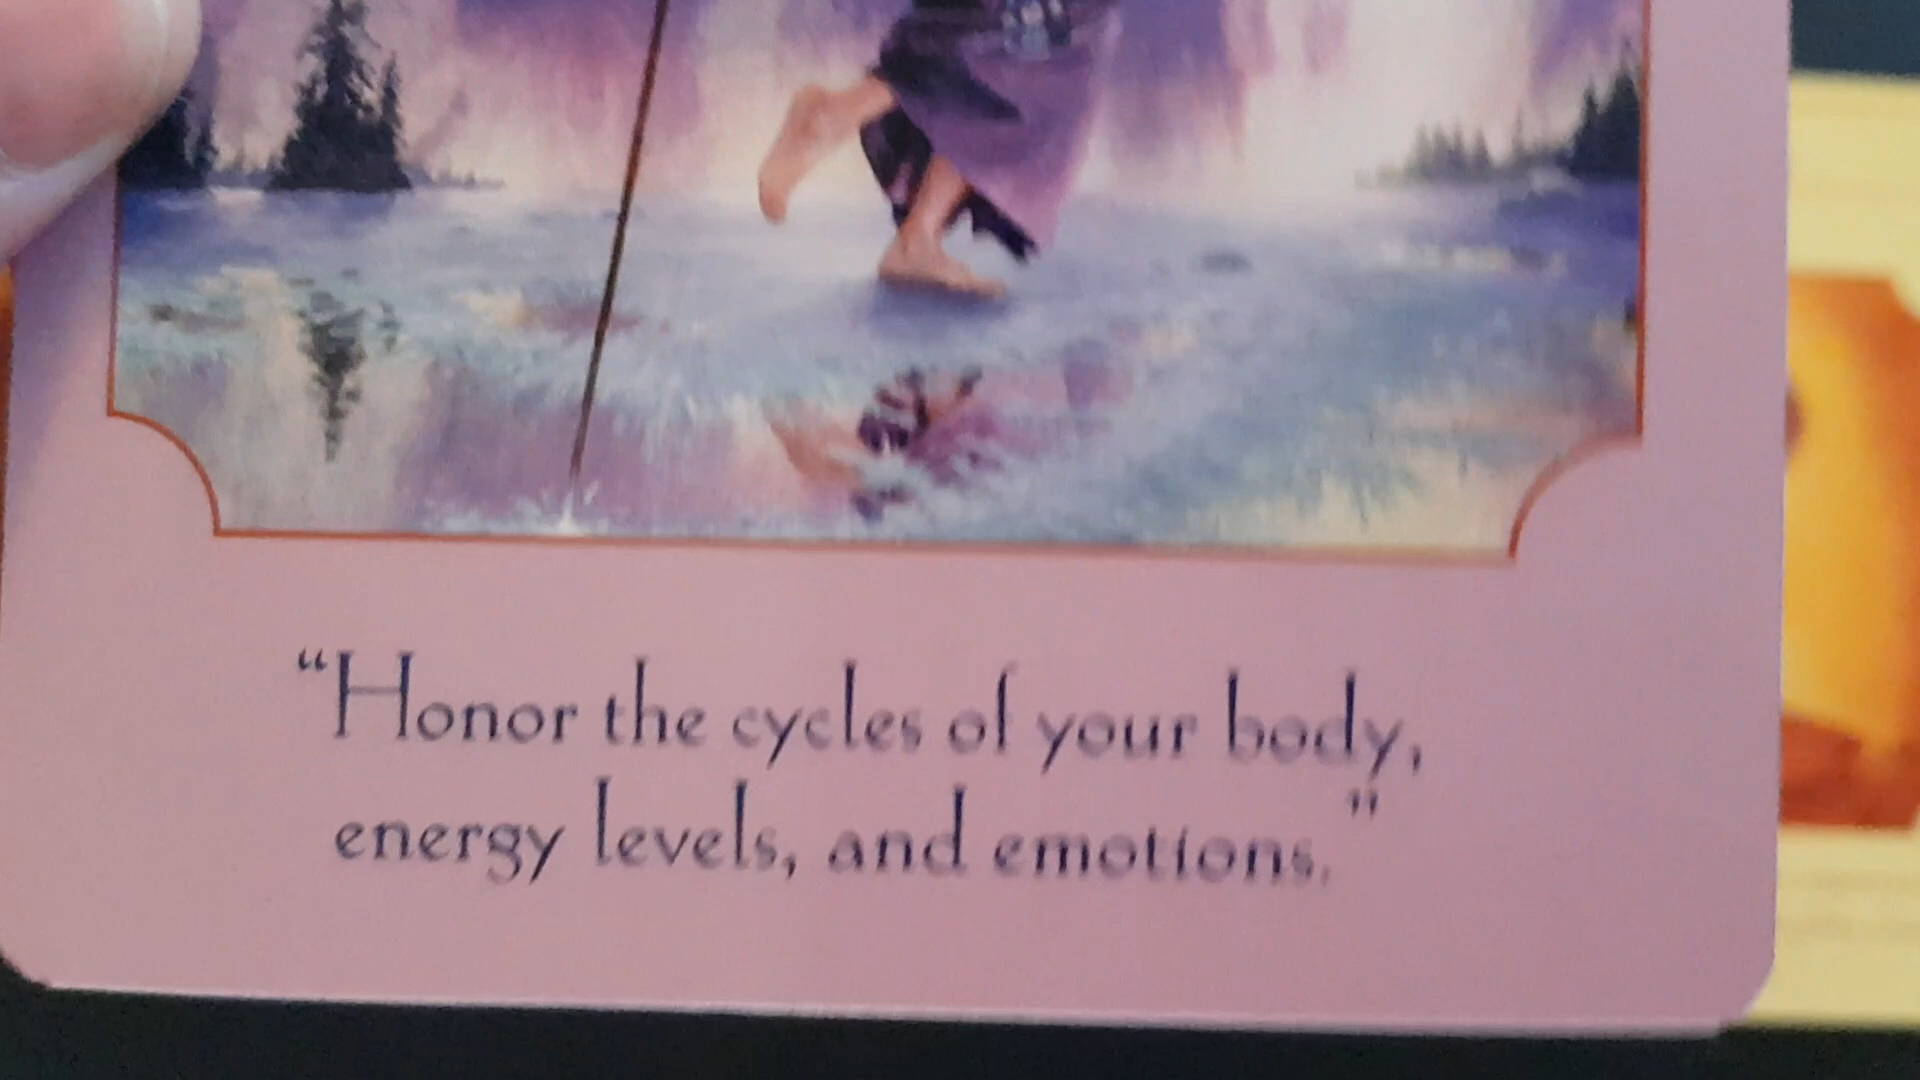 “Honor the cycles of your body,
energy levels, and emotions.”